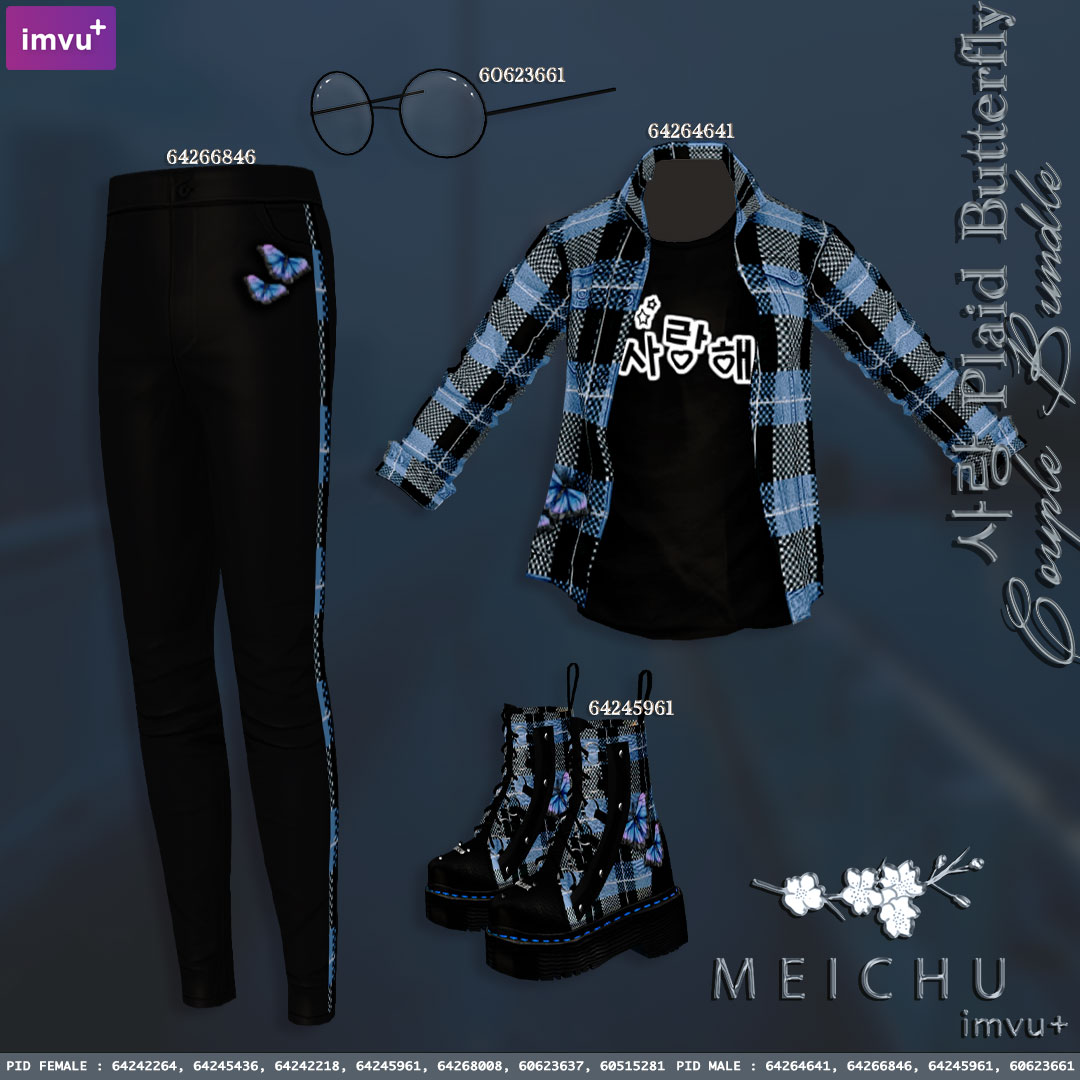 imvu+
60623661
64264641
64266846
사랑 Plaid Butterfly
Couple Bundle
사랑해
64245961
MEICHU
imvu+
PID FEMALE : 64242264, 64245436, 64242218, 64245961, 64268008, 60623637, 60515281 PID MALE : 64264641, 64266846, 64245961, 60623661